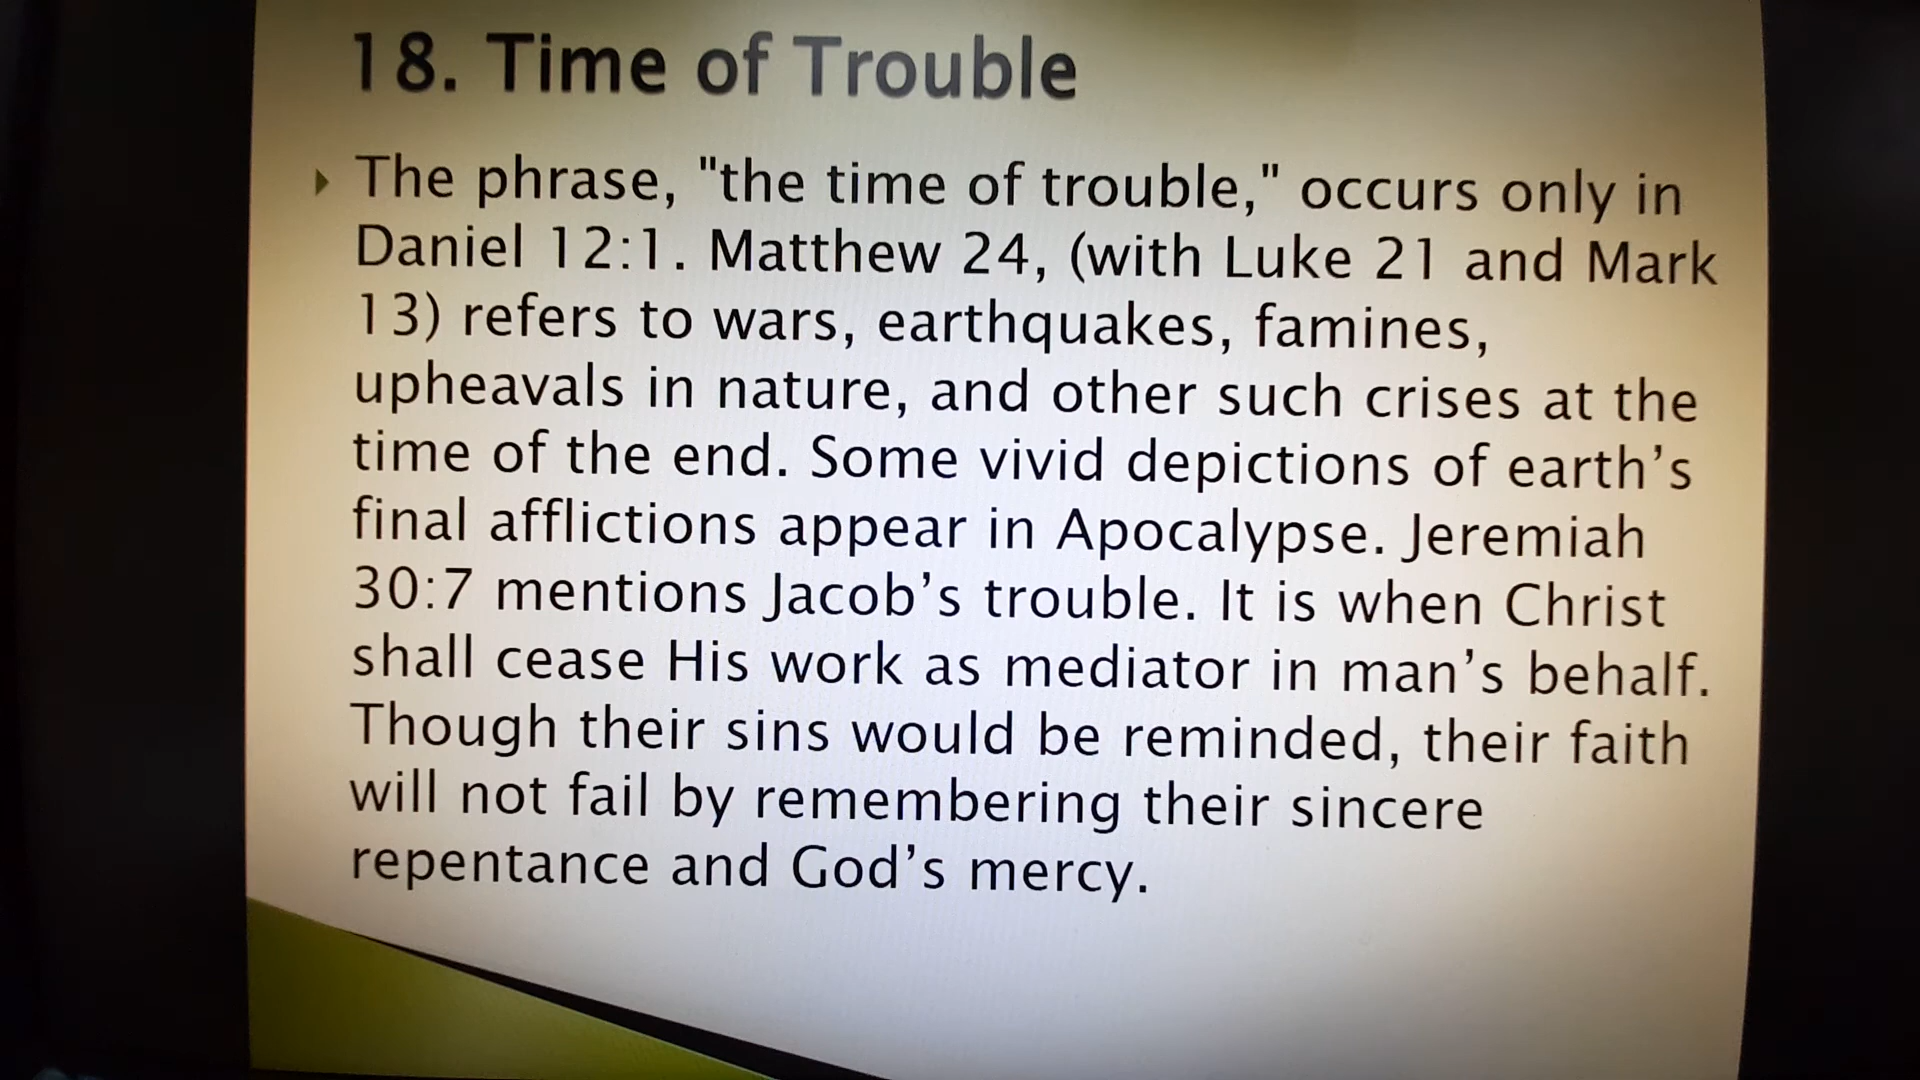 18. Time of Trouble
The phrase, "the time of trouble," occurs only in
Daniel 12:1. Matthew 24, (with Luke 21 and Mark
13) refers to wars, earthquakes, famines,
upheavals in nature, and other such crises at the
time of the end. Some vivid depictions of earth’s
final afflictions appear in Apocalypse. Jeremiah
30:7 mentions Jacob’s trouble. It is when Christ
shall cease His work as mediator in man’s behalf.
Though their sins would be reminded, their faith
will not fail by remembering their sincere
repentance and God’s mercy.